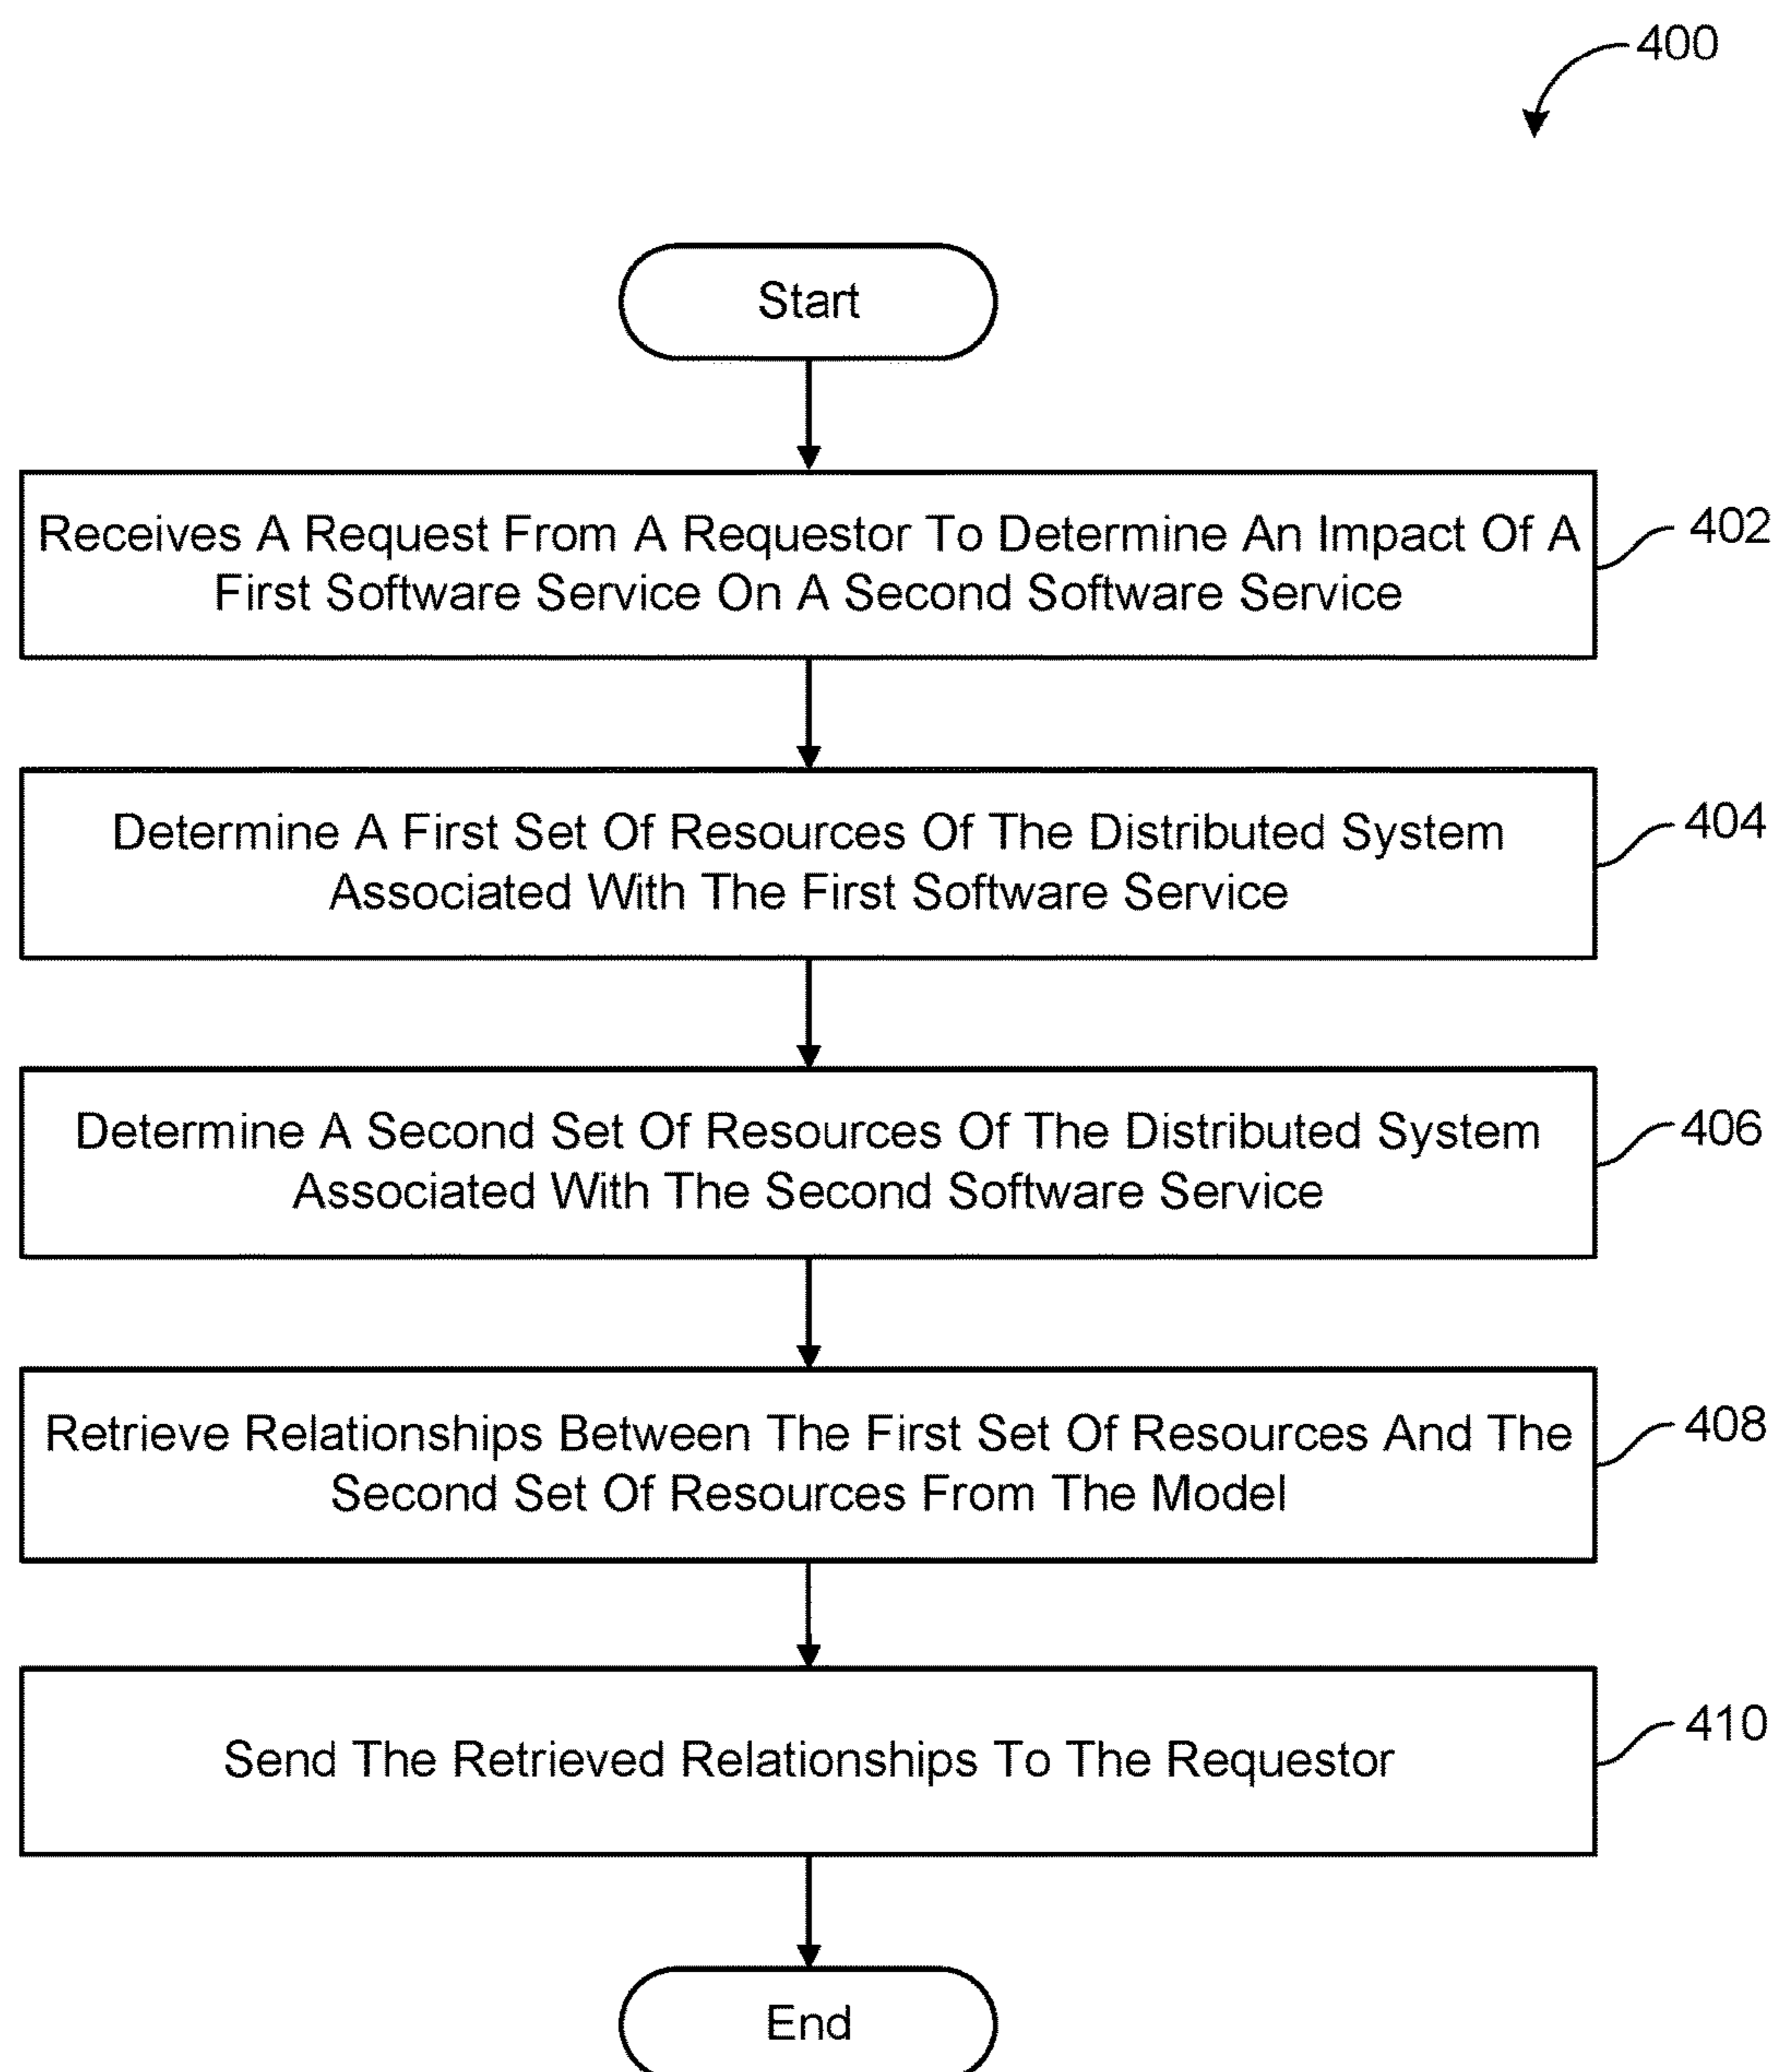 400
Start
Receives A Request From A Requestor To Determine An Impact Of A
First Software Service On A Second Software Service
402
Determine A First Set Of Resources Of The Distributed System
Associated With The First Software Service
404
Determine A Second Set Of Resources Of The Distributed System
Associated With The Second Software Service
406
Retrieve Relationships Between The First Set Of Resources And The
Second Set Of Resources From The Model
408
Send The Retrieved Relationships To The Requestor
410
End